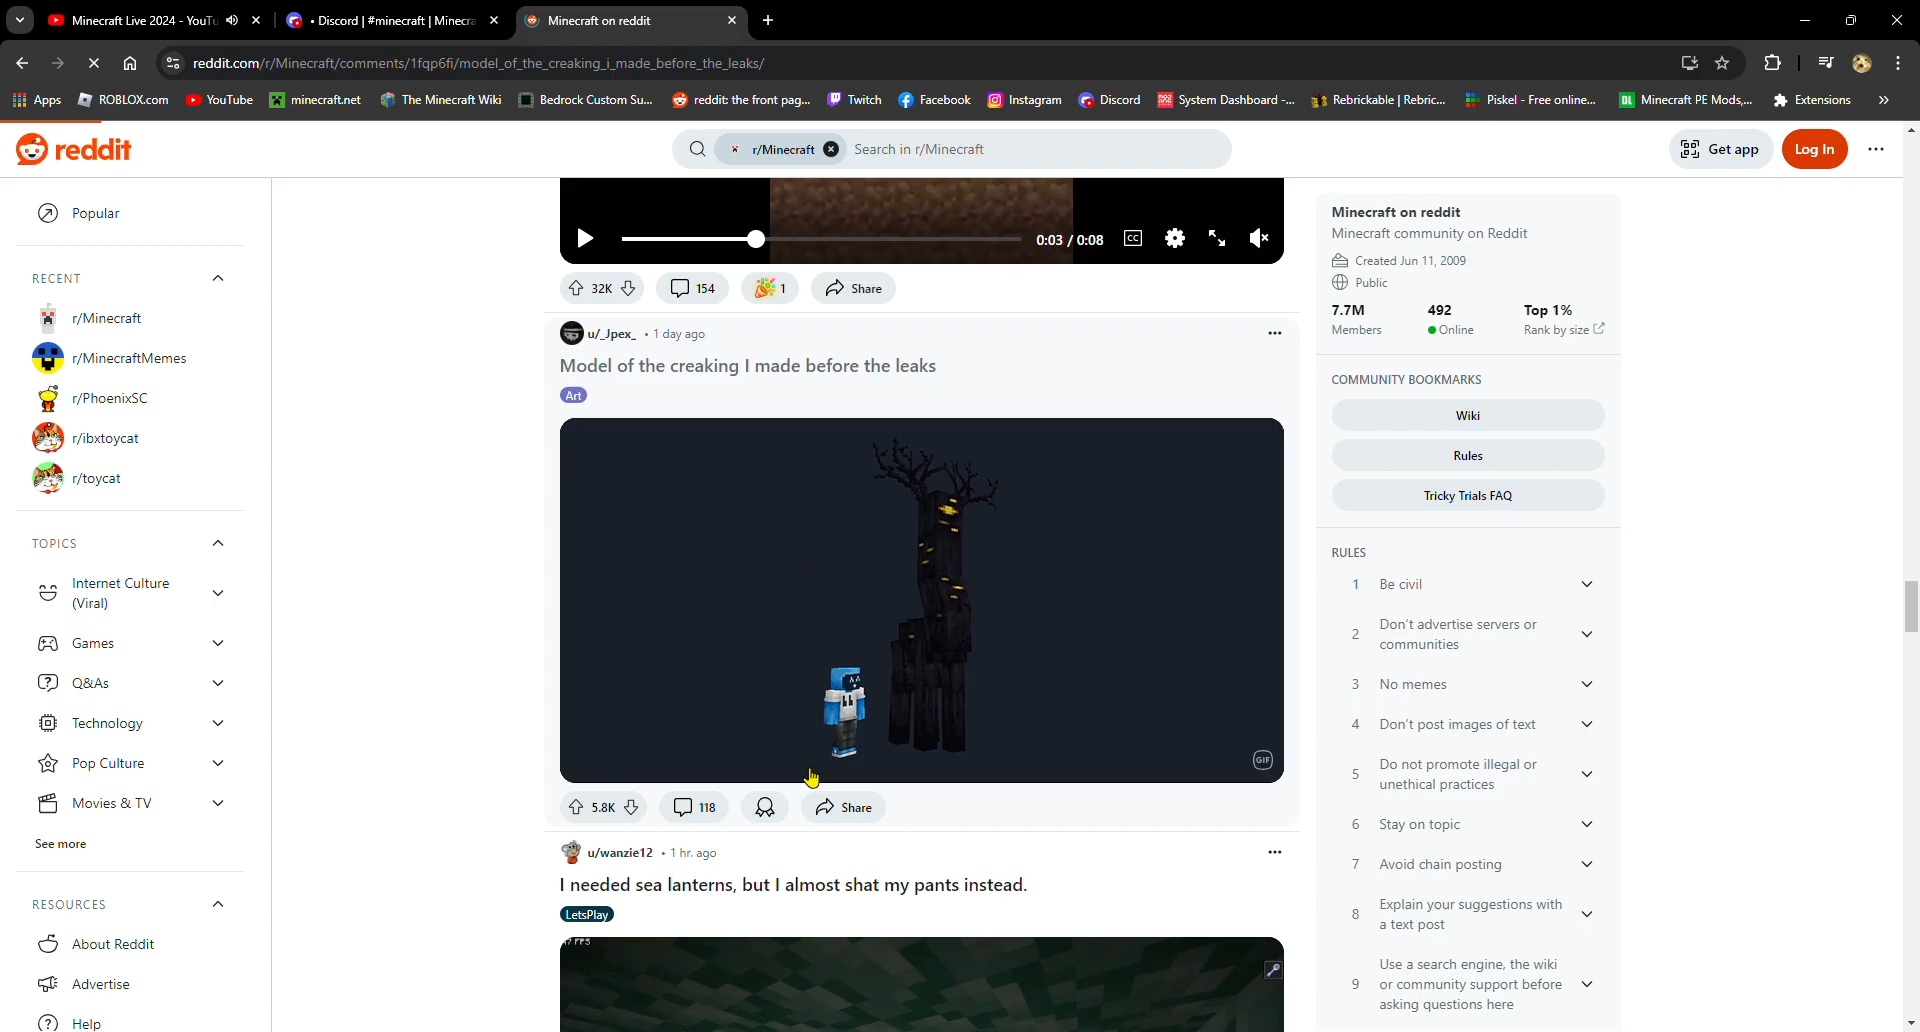 Minecraft Live 2024 - YouTu
• Discord | #minecraft | Minecra
Minecraft on reddit
reddit.com/r/Minecraft/comments/1fqp6fi/model_of_the_creaking_i_made_before_the_leaks/
Apps
ROBLOX.com
YouTube
minecraft.net
The Minecraft Wiki
Bedrock Custom Su...
reddit: the front pag...
Twitch
Facebook
Instagram
Discord
System Dashboard -...
Rebrickable | Rebric...
Piskel - Free online...
Minecraft PE Mods,...
Extensions
reddit
r/Minecraft
Search in r/Minecraft
Get app
Log In
Popular
RECENT
r/Minecraft
r/MinecraftMemes
r/PhoenixSC
r/ibxtoycat
r/toycat
TOPICS
Internet Culture
(Viral)
Games
Q&As
Technology
Pop Culture
Movies & TV
See more
RESOURCES
About Reddit
Advertise
Help
0:03 / 0:08
CC
32K
154
1
Share
u/_Jpex_ • 1 day ago
Model of the creaking I made before the leaks
Art
GIF
5.8K
118
Share
u/wanzie12 • 1 hr. ago
I needed sea lanterns, but I almost shat my pants instead.
LetsPlay
Minecraft on reddit
Minecraft community on Reddit
Created Jun 11, 2009
Public
7.7M
Members
492
Online
Top 1%
Rank by size
COMMUNITY BOOKMARKS
Wiki
Rules
Tricky Trials FAQ
RULES
1 Be civil
2 Don't advertise servers or
communities
3 No memes
4 Don't post images of text
5 Do not promote illegal or
unethical practices
6 Stay on topic
7 Avoid chain posting
8 Explain your suggestions with
a text post
9 Use a search engine, the wiki
or community support before
asking questions here